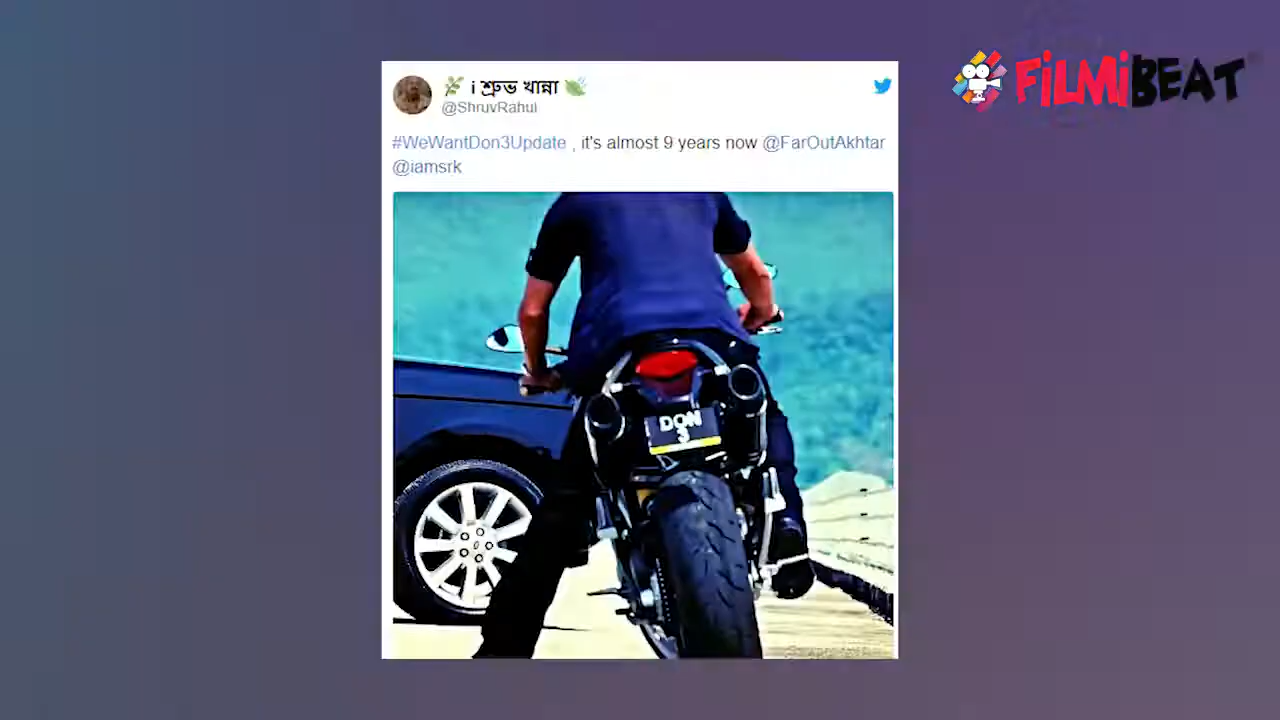 i শ্রুভ খান্না
@ShruvRahul
#WeWantDon3Update , it's almost 9 years now @FarOutAkhtar
@iamsrk
DON
3
FiLMiBEAT